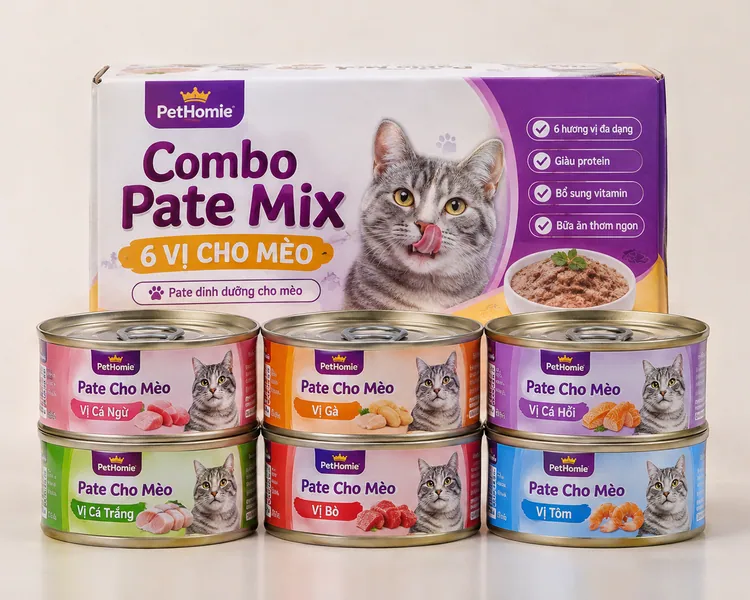 PetHomie
Combo
Pate Mix
6 VỊ CHO MÈO
Pate dinh dưỡng cho mèo
6 hương vị đa dạng
Giàu protein
Bổ sung vitamin
Bữa ăn thơm ngon
PetHomie
Pate Cho Mèo
Vị Cá Ngừ
PetHomie
Pate Cho Mèo
Vị Gà
PetHomie
Pate Cho Mèo
Vị Cá Hồi
PetHomie
Pate Cho Mèo
Vị Cá Trắng
PetHomie
Pate Cho Mèo
Vị Bò
PetHomie
Pate Cho Mèo
Vị Tôm